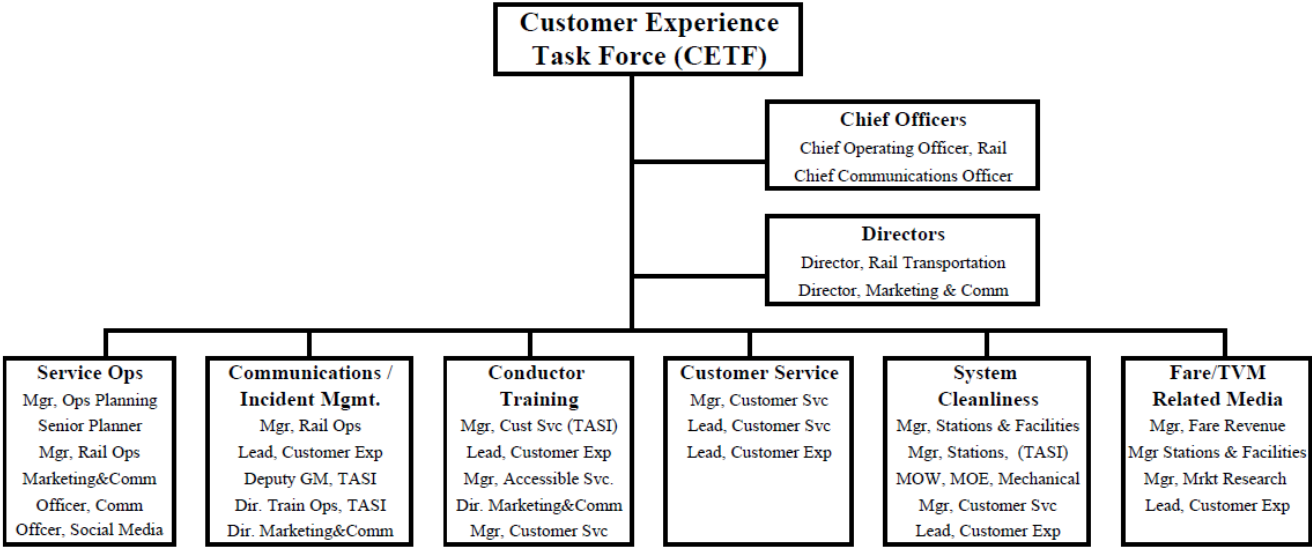 Customer Experience
Task Force (CETF)
Chief Officers
Chief Operating Officer, Rail
Chief Communications Officer
Directors
Director, Rail Transportation
Director, Marketing & Comm
Service Ops
Mgr, Ops Planning
Senior Planner
Mgr, Rail Ops
Marketing&Comm
Officer, Comm
Offcer, Social Media
Communications /
Incident Mgmt.
Mgr, Rail Ops
Lead, Customer Exp
Deputy GM, TASI
Dir. Train Ops, TASI
Dir. Marketing&Comm
Conductor
Training
Mgr, Cust Svc (TASI)
Lead, Customer Exp
Mgr, Accessible Svc.
Dir. Marketing&Comm
Mgr, Customer Svc
Customer Service
Mgr, Customer Svc
Lead, Customer Svc
Lead, Customer Exp
System
Cleanliness
Mgr, Stations & Facilities
Mgr, Stations, (TASI)
MOW, MOE, Mechanical
Mgr, Customer Svc
Lead, Customer Exp
Fare/TVM
Related Media
Mgr, Fare Revenue
Mgr Stations & Facilities
Mgr, Mrkt Research
Lead, Customer Exp